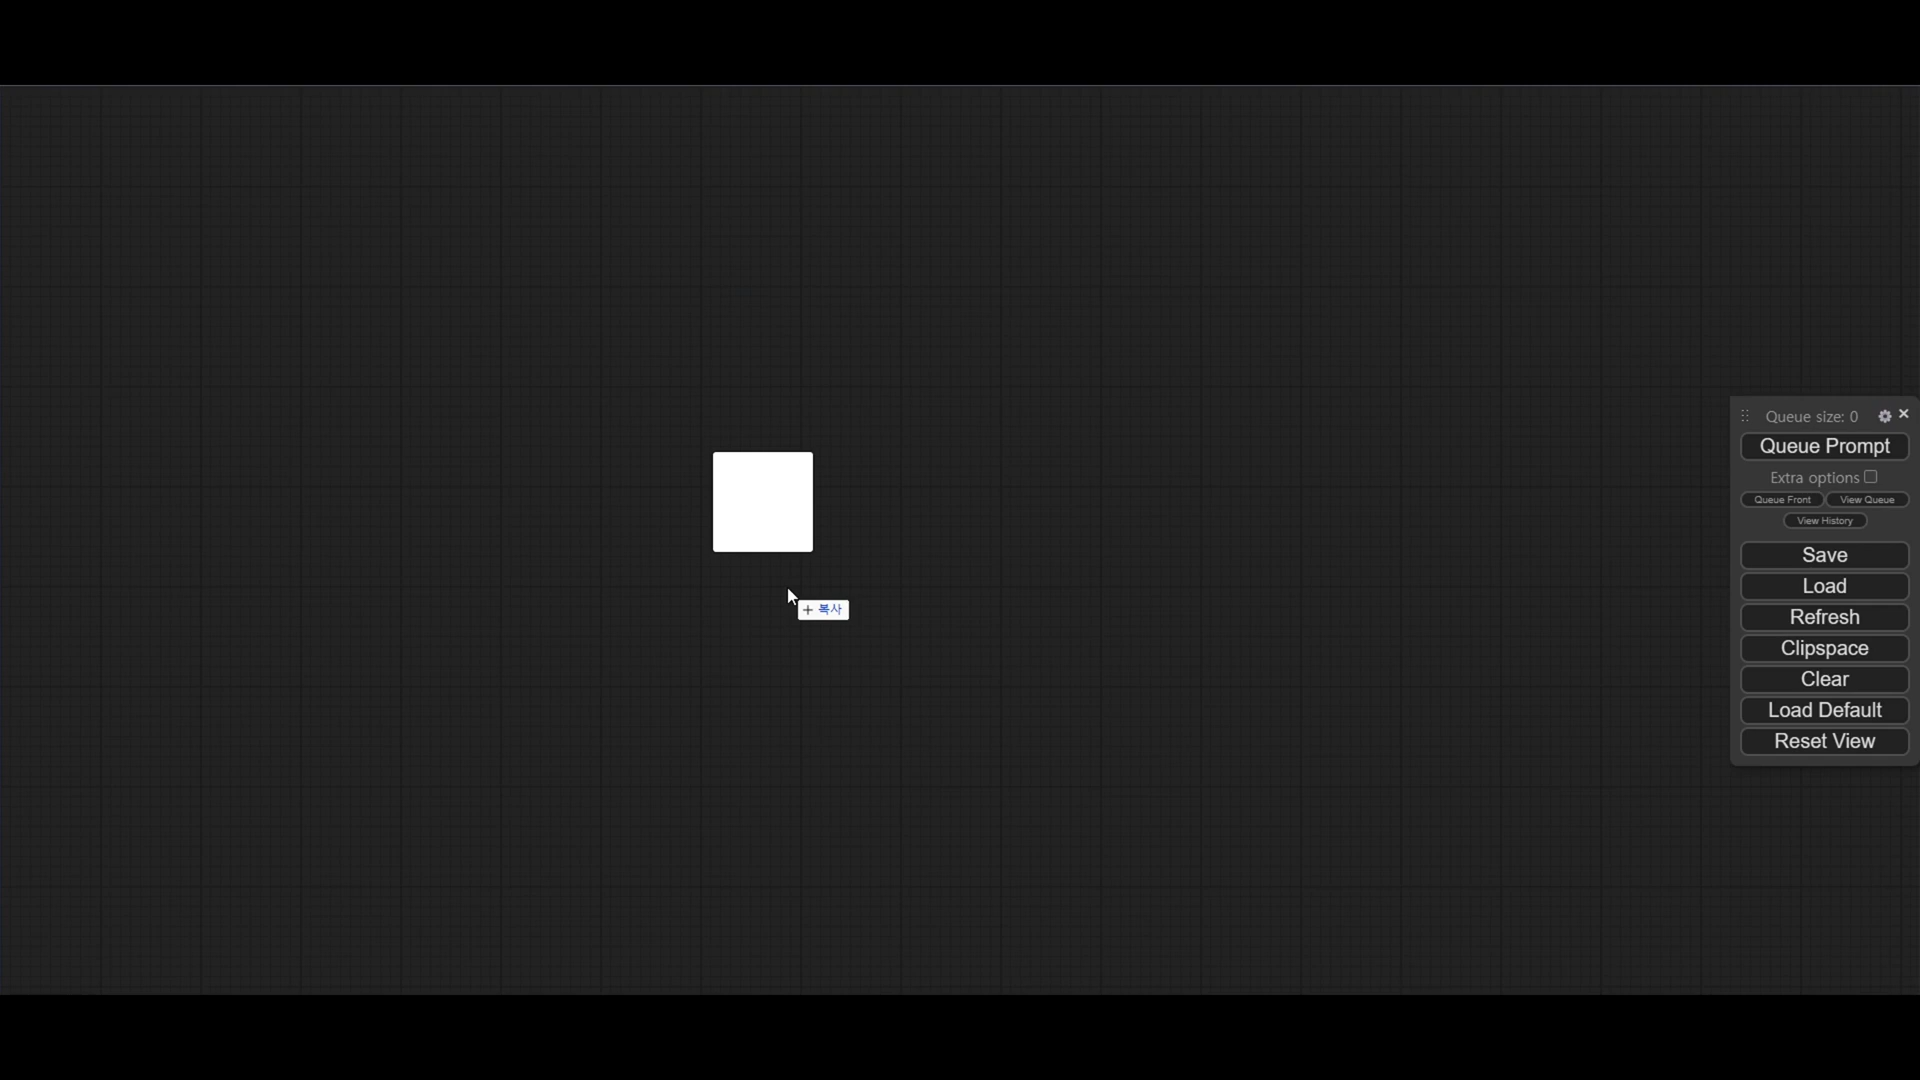 Queue size: 0
Queue Prompt
Extra options
Queue Front View Queue
View History
Save
Load
+ 복사
Refresh
Clipspace
Clear
Load Default
Reset View